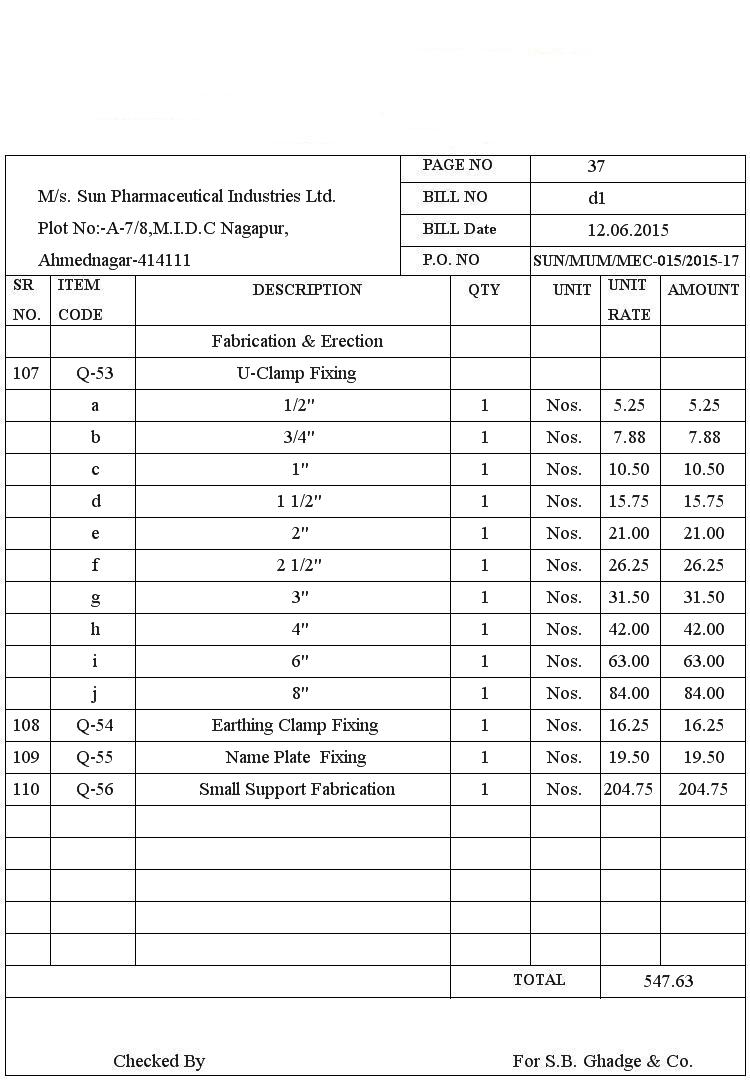 PAGE NO 37
M/s. Sun Pharmaceutical Industries Ltd. BILL NO d1
Plot No:-A-7/8,M.I.D.C Nagapur, BILL Date 12.06.2015
Ahmednagar-414111 P.O. NO SUN/MUM/MEC-015/2015-17
SR NO. ITEM CODE DESCRIPTION QTY UNIT UNIT RATE AMOUNT
Fabrication & Erection
107 Q-53 U-Clamp Fixing
a 1/2" 1 Nos. 5.25 5.25
b 3/4" 1 Nos. 7.88 7.88
c 1" 1 Nos. 10.50 10.50
d 1 1/2" 1 Nos. 15.75 15.75
e 2" 1 Nos. 21.00 21.00
f 2 1/2" 1 Nos. 26.25 26.25
g 3" 1 Nos. 31.50 31.50
h 4" 1 Nos. 42.00 42.00
i 6" 1 Nos. 63.00 63.00
j 8" 1 Nos. 84.00 84.00
108 Q-54 Earthing Clamp Fixing 1 Nos. 16.25 16.25
109 Q-55 Name Plate Fixing 1 Nos. 19.50 19.50
110 Q-56 Small Support Fabrication 1 Nos. 204.75 204.75
TOTAL 547.63
Checked By For S.B. Ghadge & Co.